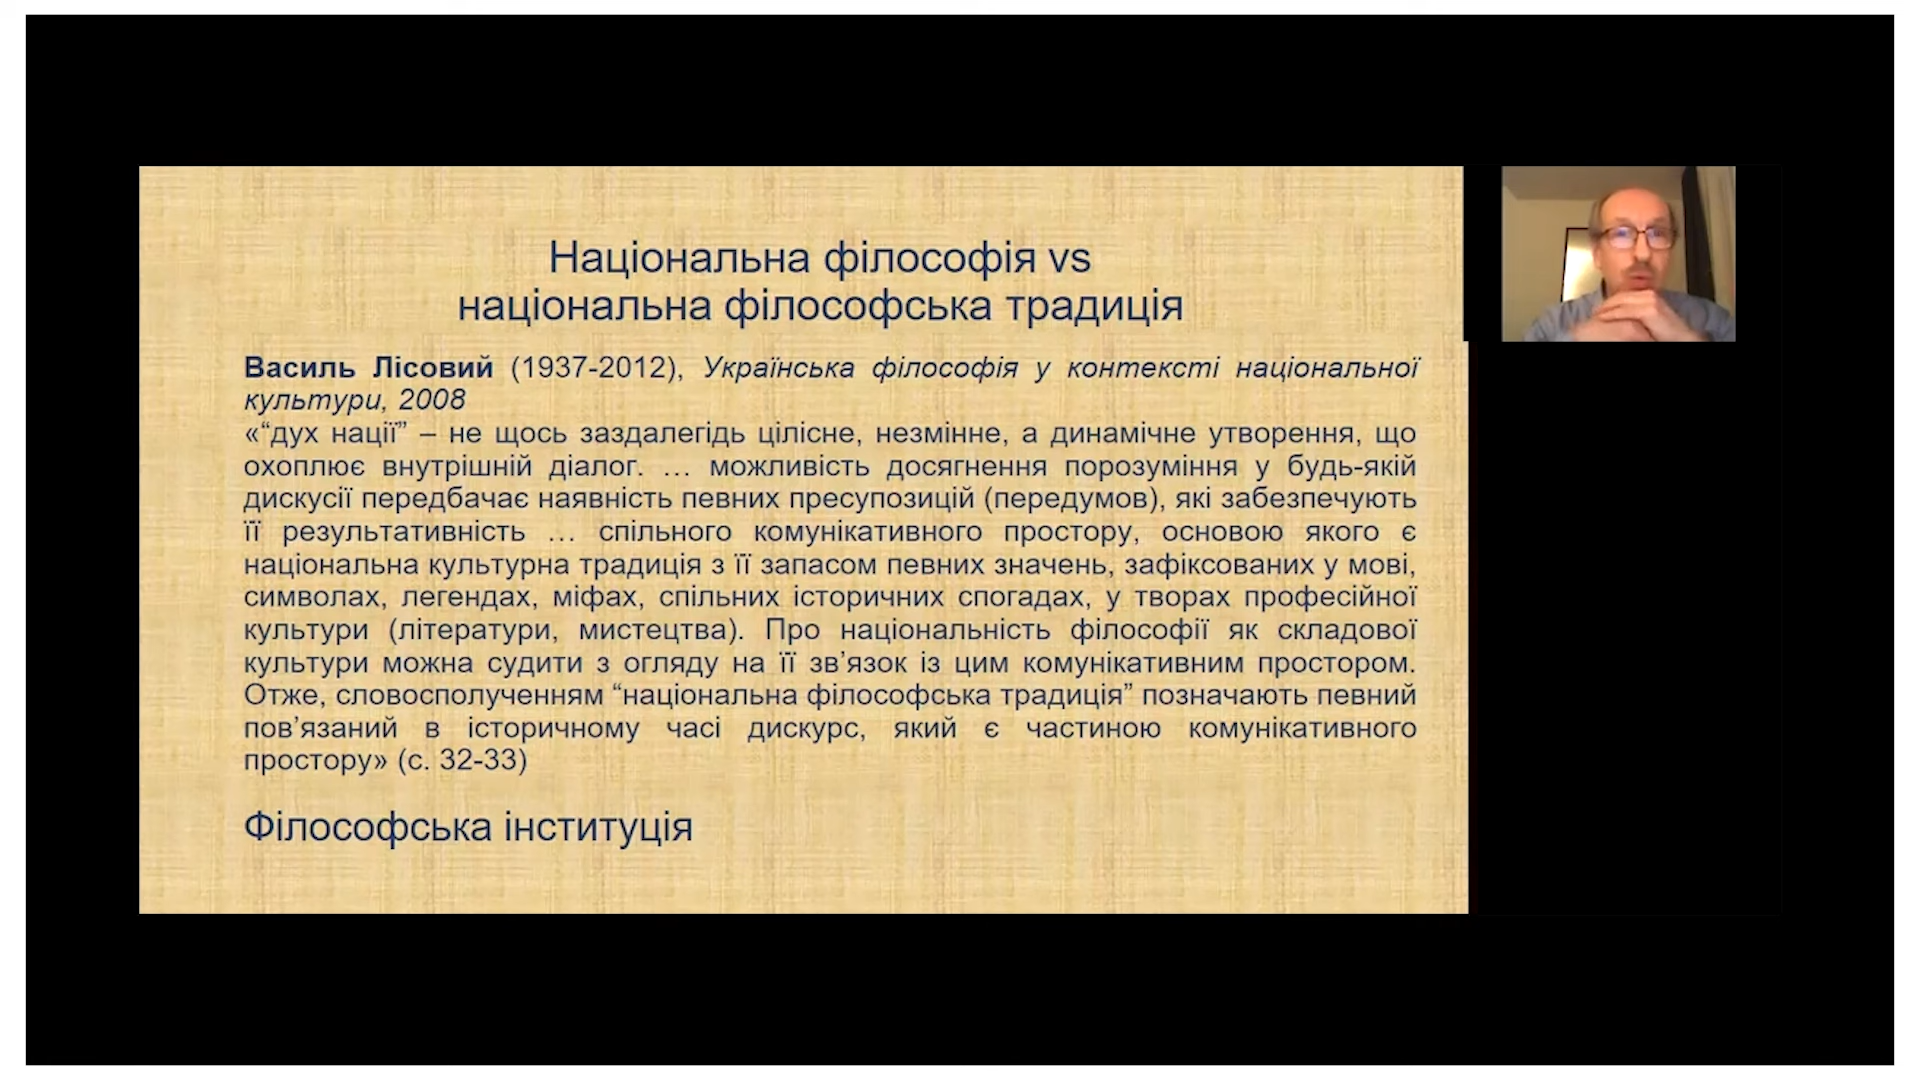 Національна філософія vs
національна філософська традиція
Василь Лісовий (1937-2012), Українська філософія у контексті національної
культури, 2008
«“дух нації” – не щось заздалегідь цілісне, незмінне, а динамічне утворення, що
охоплює внутрішній діалог. … можливість досягнення порозуміння у будь-якій
дискусії передбачає наявність певних пресупозицій (передумов), які забезпечують
її результативність … спільного комунікативного простору, основою якого є
національна культурна традиція з її запасом певних значень, зафіксованих у мові,
символах, легендах, міфах, спільних історичних спогадах, у творах професійної
культури (літератури, мистецтва). Про національність філософії як складової
культури можна судити з огляду на її зв’язок із цим комунікативним простором.
Отже, словосполученням “національна філософська традиція” позначають певний
пов’язаний в історичному часі дискурс, який є частиною комунікативного
простору» (с. 32-33)
Філософська інституція